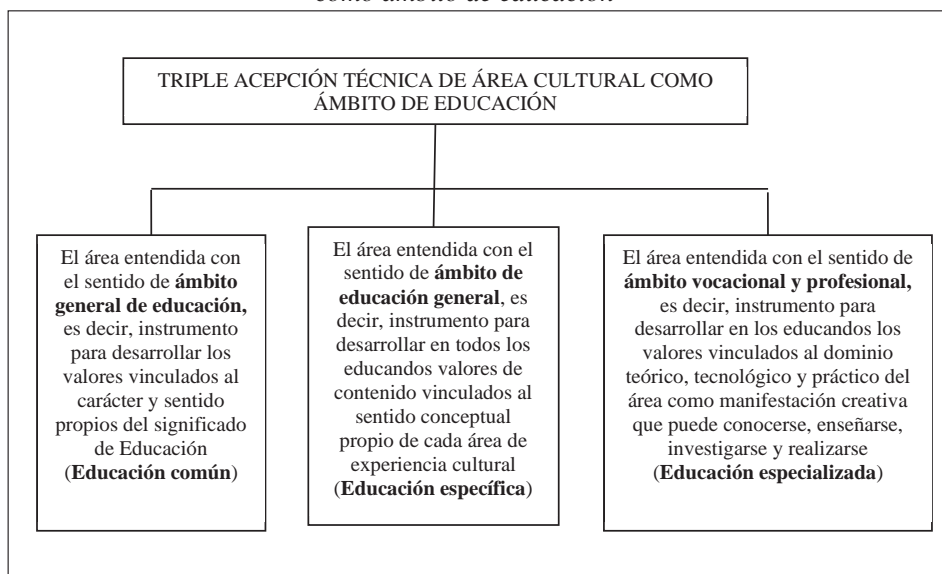 como ámbito de educación
TRIPLE ACEPCIÓN TÉCNICA DE ÁREA CULTURAL COMO
ÁMBITO DE EDUCACIÓN
El área entendida con
el sentido de ámbito
general de educación,
es decir, instrumento
para desarrollar los
valores vinculados al
carácter y sentido
propios del significado
de Educación
(Educación común)
El área entendida con el
sentido de ámbito de
educación general, es
decir, instrumento para
desarrollar en todos los
educandos valores de
contenido vinculados al
sentido conceptual
propio de cada área de
experiencia cultural
(Educación específica)
El área entendida con el sentido de
ámbito vocacional y profesional,
es decir, instrumento para
desarrollar en los educandos los
valores vinculados al dominio
teórico, tecnológico y práctico del
área como manifestación creativa
que puede conocerse, enseñarse,
investigarse y realizarse
(Educación especializada)